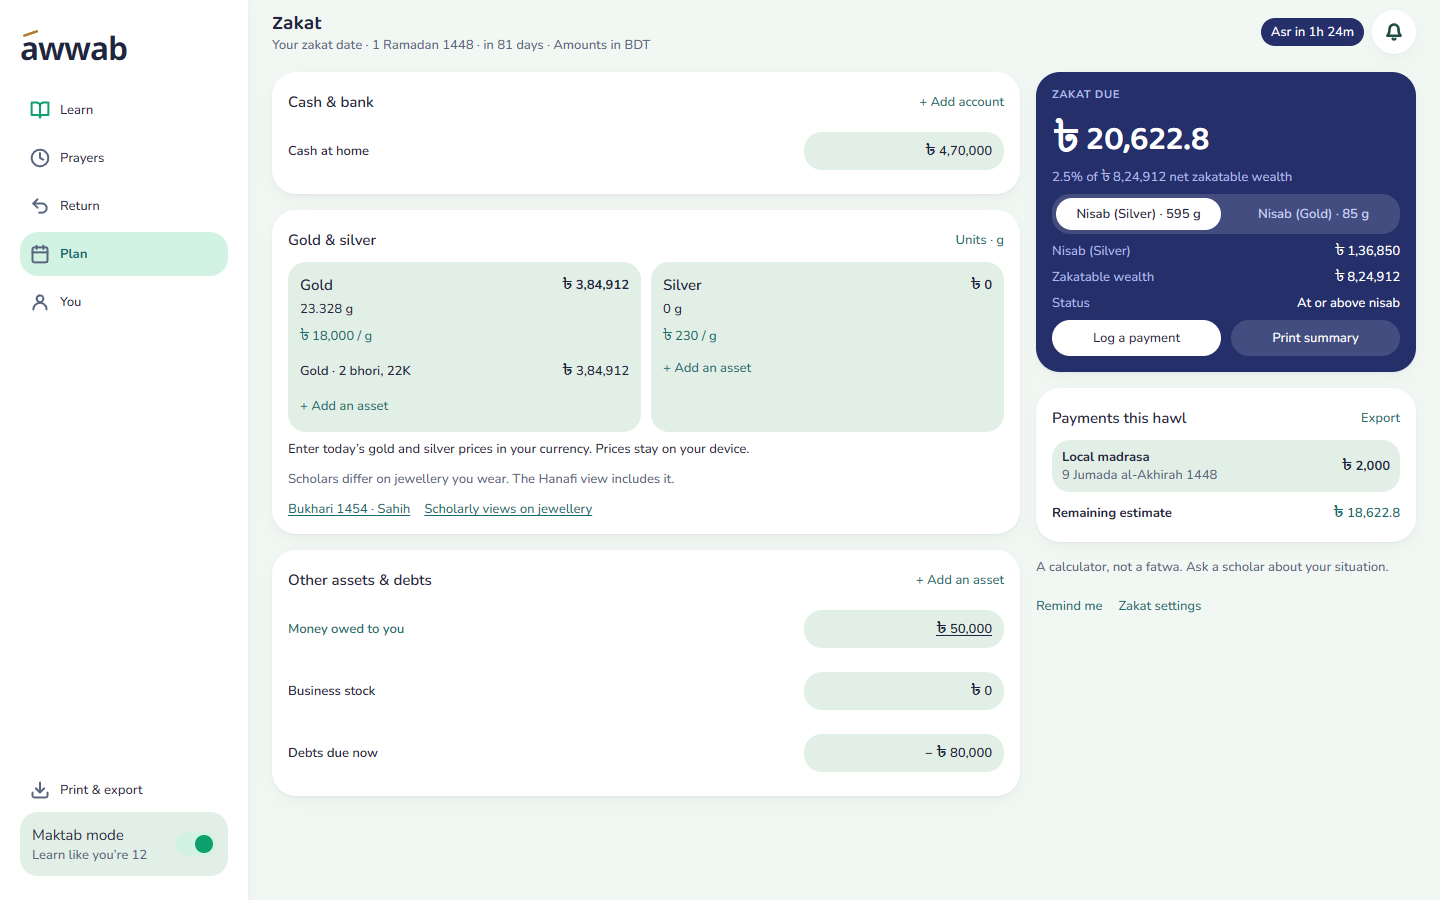 awwab
Learn
Prayers
Return
Plan
You
Print & export
Maktab mode
Learn like you’re 12
Zakat
Your zakat date · 1 Ramadan 1448 · in 81 days · Amounts in BDT
Asr in 1h 24m
Cash & bank
+ Add account
Cash at home
৳ 4,70,000
Gold & silver
Units · g
Gold
৳ 3,84,912
23.328 g
৳ 18,000 / g
Gold · 2 bhori, 22K
৳ 3,84,912
+ Add an asset
Silver
৳ 0
0 g
৳ 230 / g
+ Add an asset
Enter today’s gold and silver prices in your currency. Prices stay on your device.
Scholars differ on jewellery you wear. The Hanafi view includes it.
Bukhari 1454 · Sahih
Scholarly views on jewellery
Other assets & debts
+ Add an asset
Money owed to you
৳ 50,000
Business stock
৳ 0
Debts due now
− ৳ 80,000
ZAKAT DUE
৳ 20,622.8
2.5% of ৳ 8,24,912 net zakatable wealth
Nisab (Silver) · 595 g
Nisab (Gold) · 85 g
Nisab (Silver)
৳ 1,36,850
Zakatable wealth
৳ 8,24,912
Status
At or above nisab
Log a payment
Print summary
Payments this hawl
Export
Local madrasa
9 Jumada al-Akhirah 1448
৳ 2,000
Remaining estimate
৳ 18,622.8
A calculator, not a fatwa. Ask a scholar about your situation.
Remind me
Zakat settings